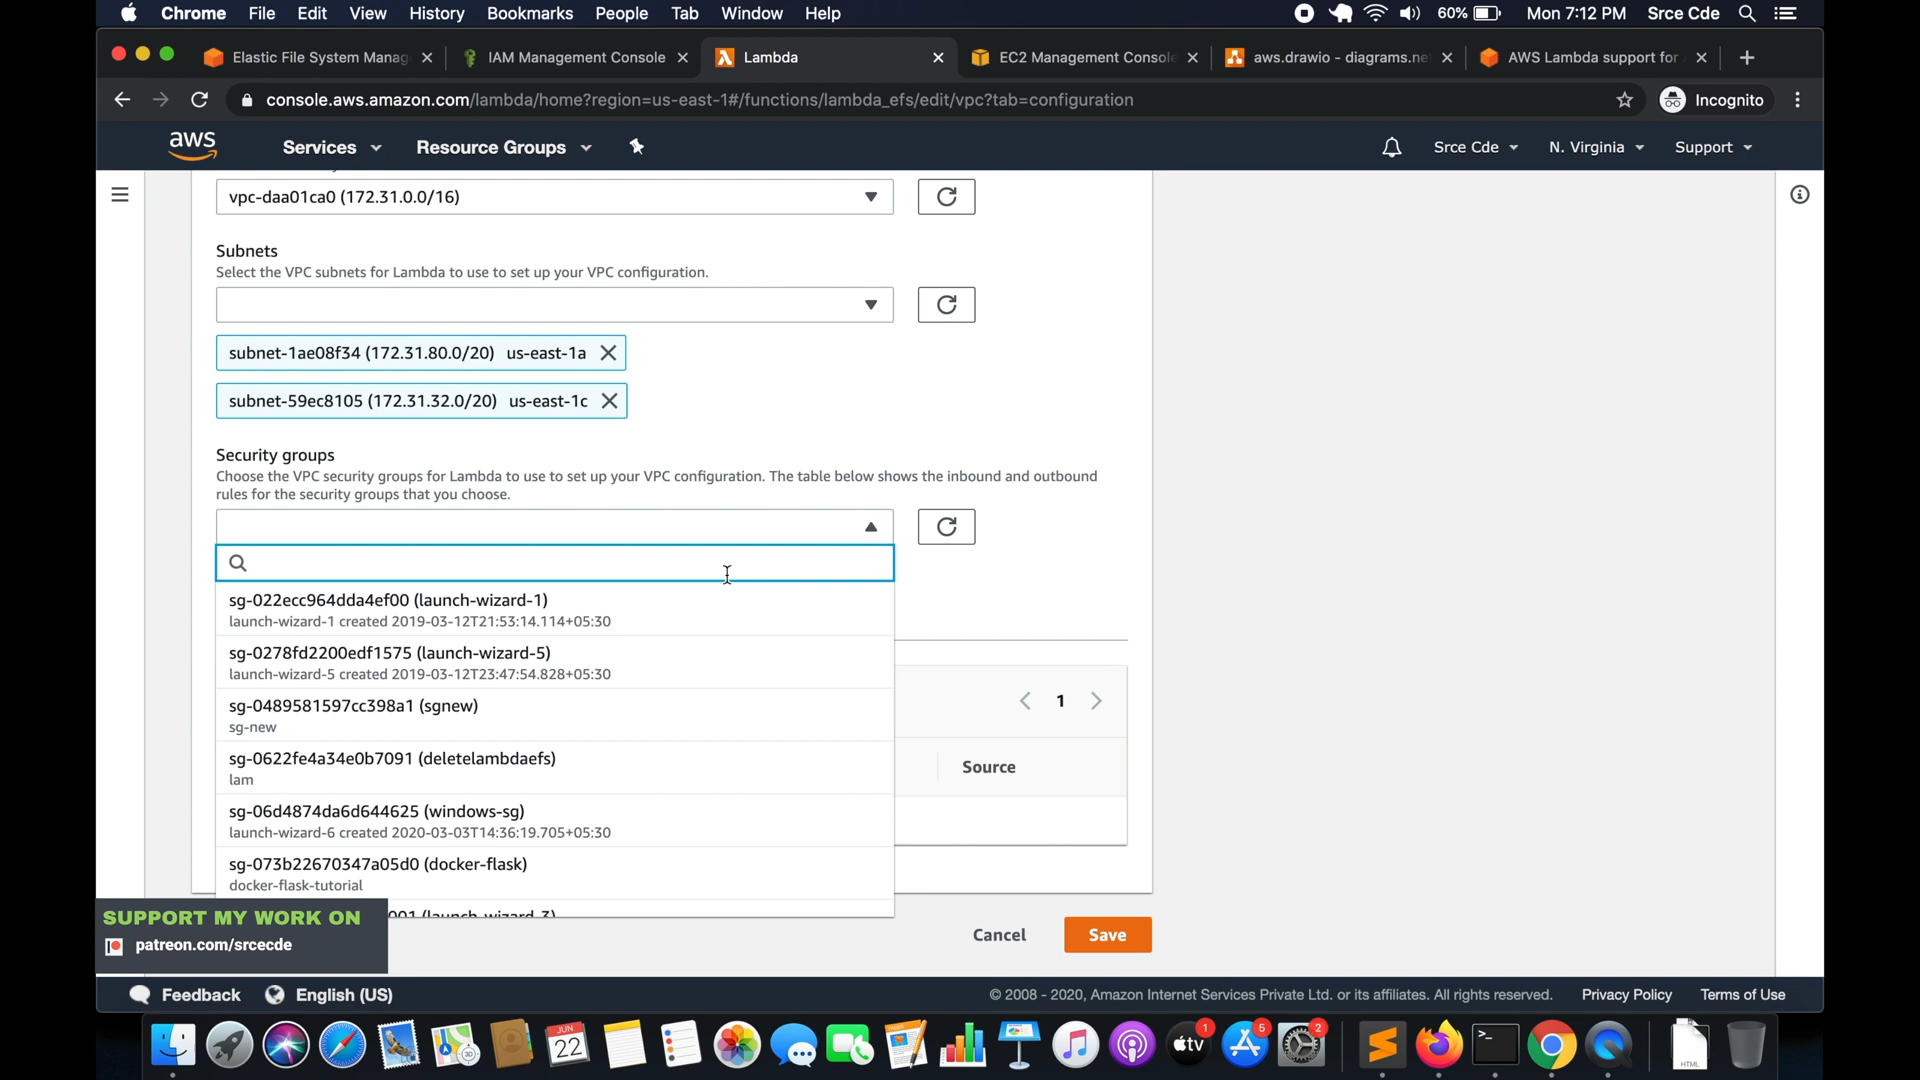 Chrome File Edit View History Bookmarks People Tab Window Help 60% Mon 7:12 PM Srce Cde
Elastic File System Manag IAM Management Console Lambda EC2 Management Console aws.drawio - diagrams.ne AWS Lambda support for
console.aws.amazon.com/lambda/home?region=us-east-1#/functions/lambda_efs/edit/vpc?tab=configuration Incognito
aws Services Resource Groups Srce Cde N. Virginia Support
vpc-daa01ca0 (172.31.0.0/16)
Subnets
Select the VPC subnets for Lambda to use to set up your VPC configuration.
subnet-1ae08f34 (172.31.80.0/20) us-east-1a
subnet-59ec8105 (172.31.32.0/20) us-east-1c
Security groups
Choose the VPC security groups for Lambda to use to set up your VPC configuration. The table below shows the inbound and outbound
rules for the security groups that you choose.
sg-022ecc964dda4ef00 (launch-wizard-1)
launch-wizard-1 created 2019-03-12T21:53:14.114+05:30
sg-0278fd2200edf1575 (launch-wizard-5)
launch-wizard-5 created 2019-03-12T23:47:54.828+05:30
sg-0489581597cc398a1 (sgnew)
sg-new
1
sg-0622fe4a34e0b7091 (deletelambdaefs)
lam
Source
sg-06d4874da6d644625 (windows-sg)
launch-wizard-6 created 2020-03-03T14:36:19.705+05:30
sg-073b22670347a05d0 (docker-flask)
docker-flask-tutorial
001 (launch-wizard-3)
SUPPORT MY WORK ON
patreon.com/srcecde
Cancel Save
Feedback English (US) © 2008 - 2020, Amazon Internet Services Private Ltd. or its affiliates. All rights reserved. Privacy Policy Terms of Use
JUN
22
tv
1
5
2
HTML